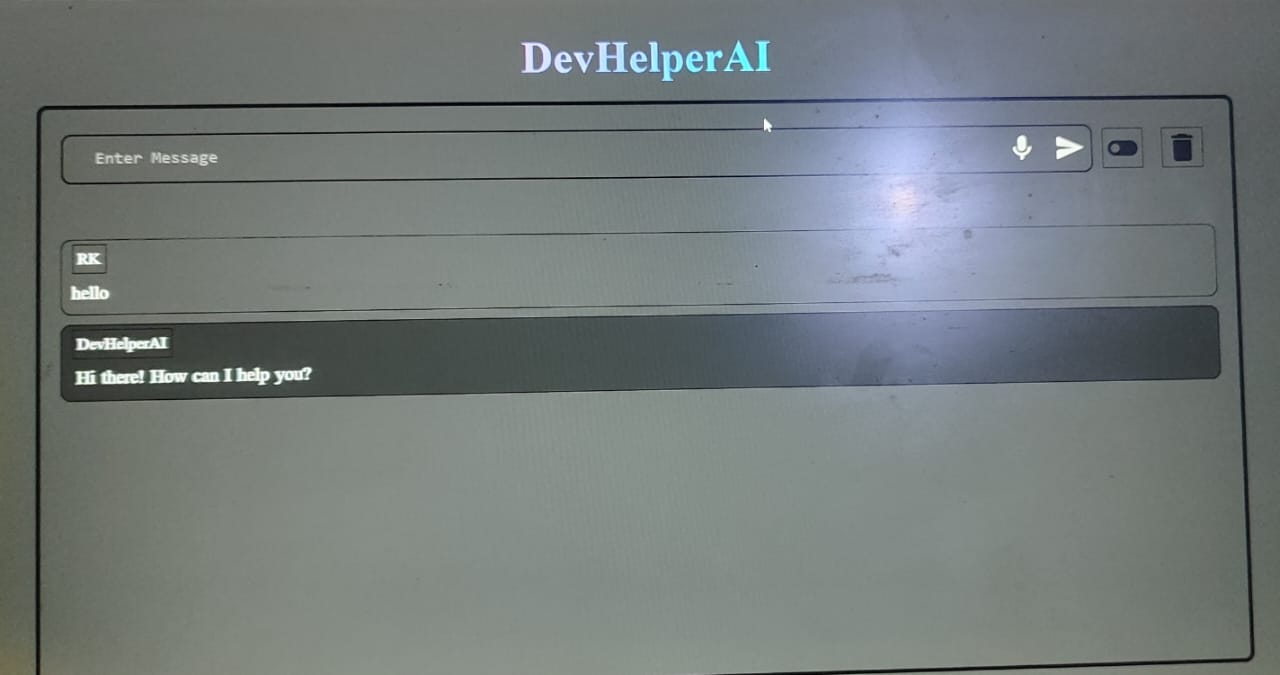 DevHelperAI
Enter Message
RK
hello
DevHelperAI
Hi there! How can I help you?